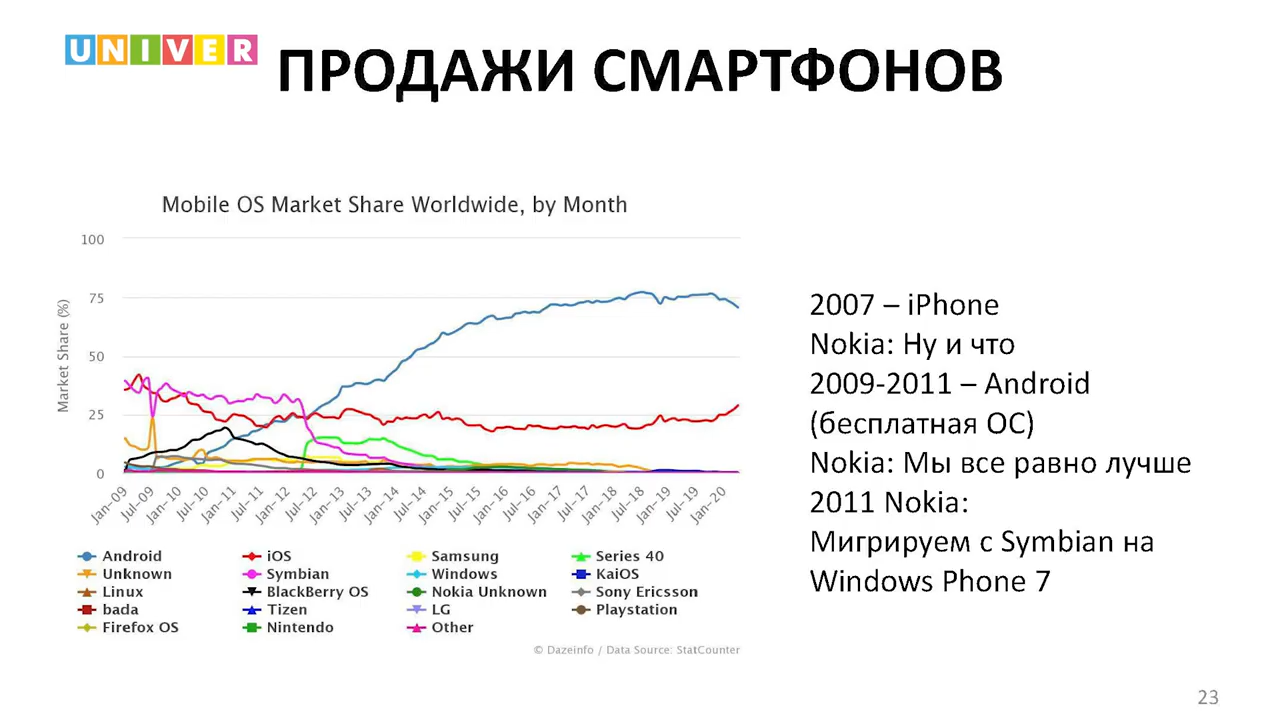 UNIVER
ПРОДАЖИ СМАРТФОНОВ
Mobile OS Market Share Worldwide, by Month
Market Share (%)
100
75
50
25
0
Jan-09
Jul-09
Jan-10
Jul-10
Jan-11
Jul-11
Jan-12
Jul-12
Jan-13
Jul-13
Jan-14
Jul-14
Jan-15
Jul-15
Jan-16
Jul-16
Jan-17
Jul-17
Jan-18
Jul-18
Jan-19
Jul-19
Jan-20
Android iOS Samsung Series 40
Unknown Symbian Windows KaiOS
Linux BlackBerry OS Nokia Unknown Sony Ericsson
bada Tizen LG Playstation
Firefox OS Nintendo Other
© Dazeinfo / Data Source: StatCounter
2007 – iPhone
Nokia: Ну и что
2009-2011 – Android
(бесплатная ОС)
Nokia: Мы все равно лучше
2011 Nokia:
Мигрируем с Symbian на
Windows Phone 7
23